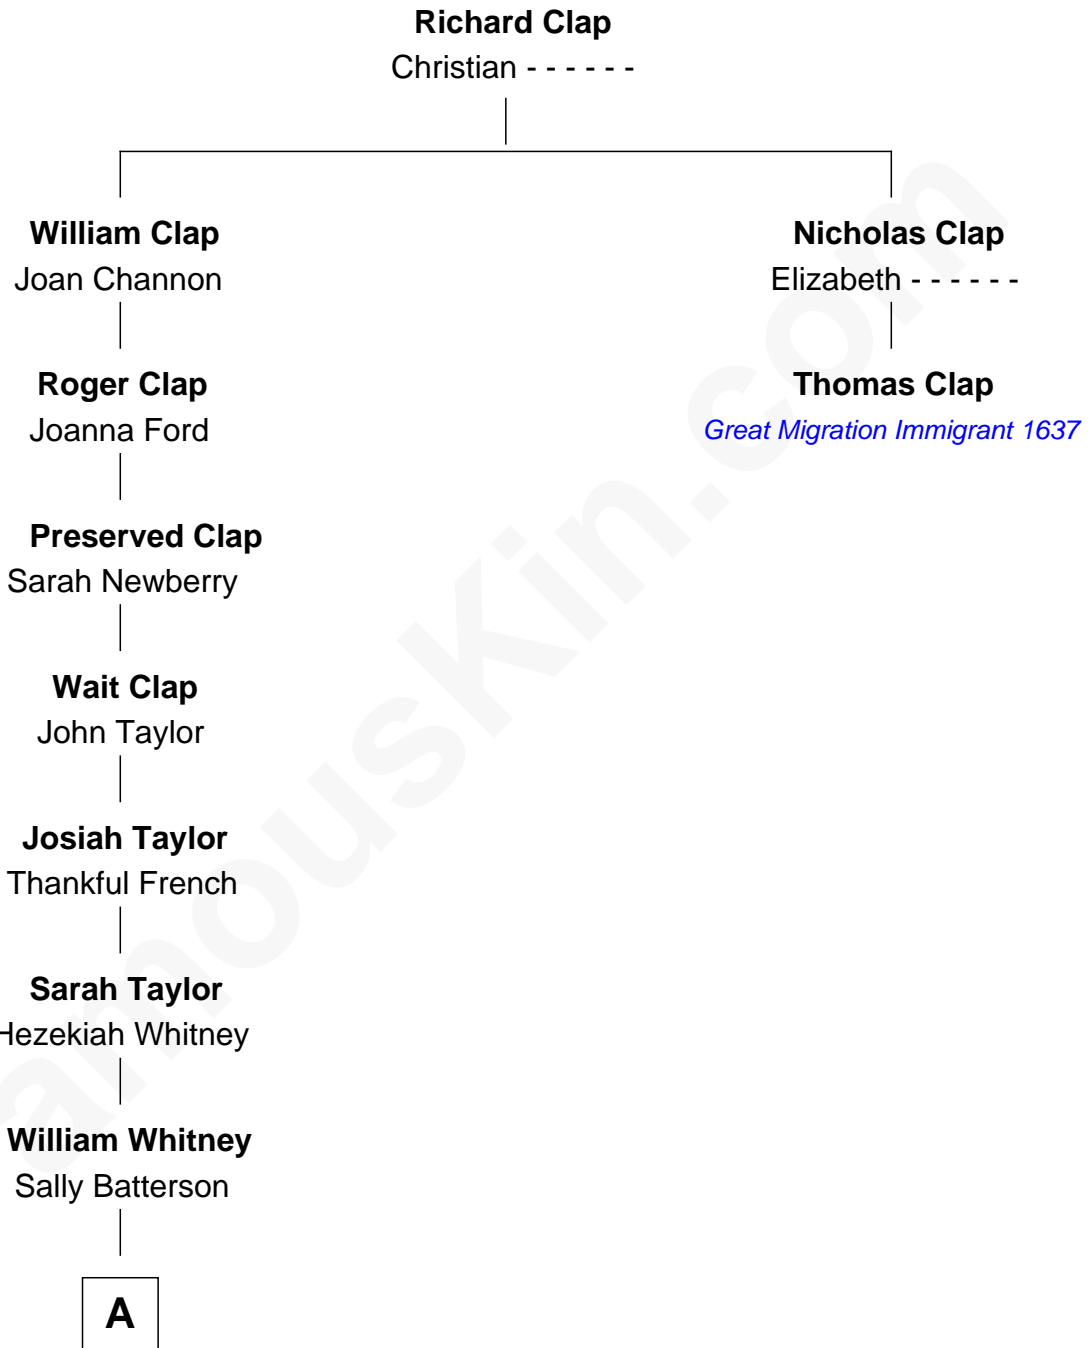 Richard Clap
Christian - - - - - -
William Clap
Joan Channon
Nicholas Clap
Elizabeth - - - - - -
Roger Clap
Joanna Ford
Thomas Clap
Great Migration Immigrant 1637
Preserved Clap
Sarah Newberry
Wait Clap
John Taylor
Josiah Taylor
Thankful French
Sarah Taylor
Hezekiah Whitney
William Whitney
Sally Batterson
A
amousKin.com